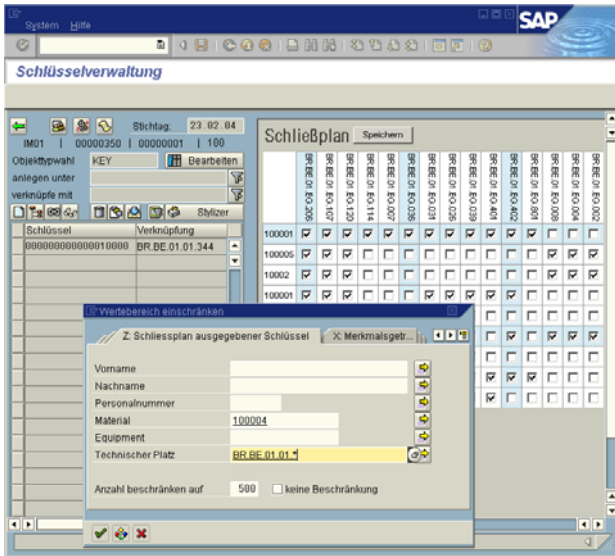 System Hilfe
SAP
Schlüsselverwaltung
Stichtag: 23.02.04
IM01 | 00000350 | 00000001 | 100
Objekttypwahl KEY Bearbeiten
anlegen unter
verknüpfe mit
Stylizer
Schlüssel Verknüpfung
000000000000010000 BR.BE.01.01.344
Schließplan Speichern
BR.BE.01.EG.206 BR.BE.01.EG.107 BR.BE.01.EG.120 BR.BE.01.EG.114 BR.BE.01.EG.007 BR.BE.01.EG.036 BR.BE.01.EG.031 BR.BE.01.EG.028 BR.BE.01.EG.039 BR.BE.01.EG.401 BR.BE.01.EG.402 BR.BE.01.EG.801 BR.BE.01.EG.008 BR.BE.01.EG.004 BR.BE.01.EG.002
100001
100005
10002
100001
Wertebereich einschränken
Z: Schliessplan ausgegebener Schlüssel X: Merkmalsgetr...
Vorname
Nachname
Personalnummer
Material 100004
Equipment
Technischer Platz BR.BE.01.01.*
Anzahl beschränken auf 500 keine Beschränkung